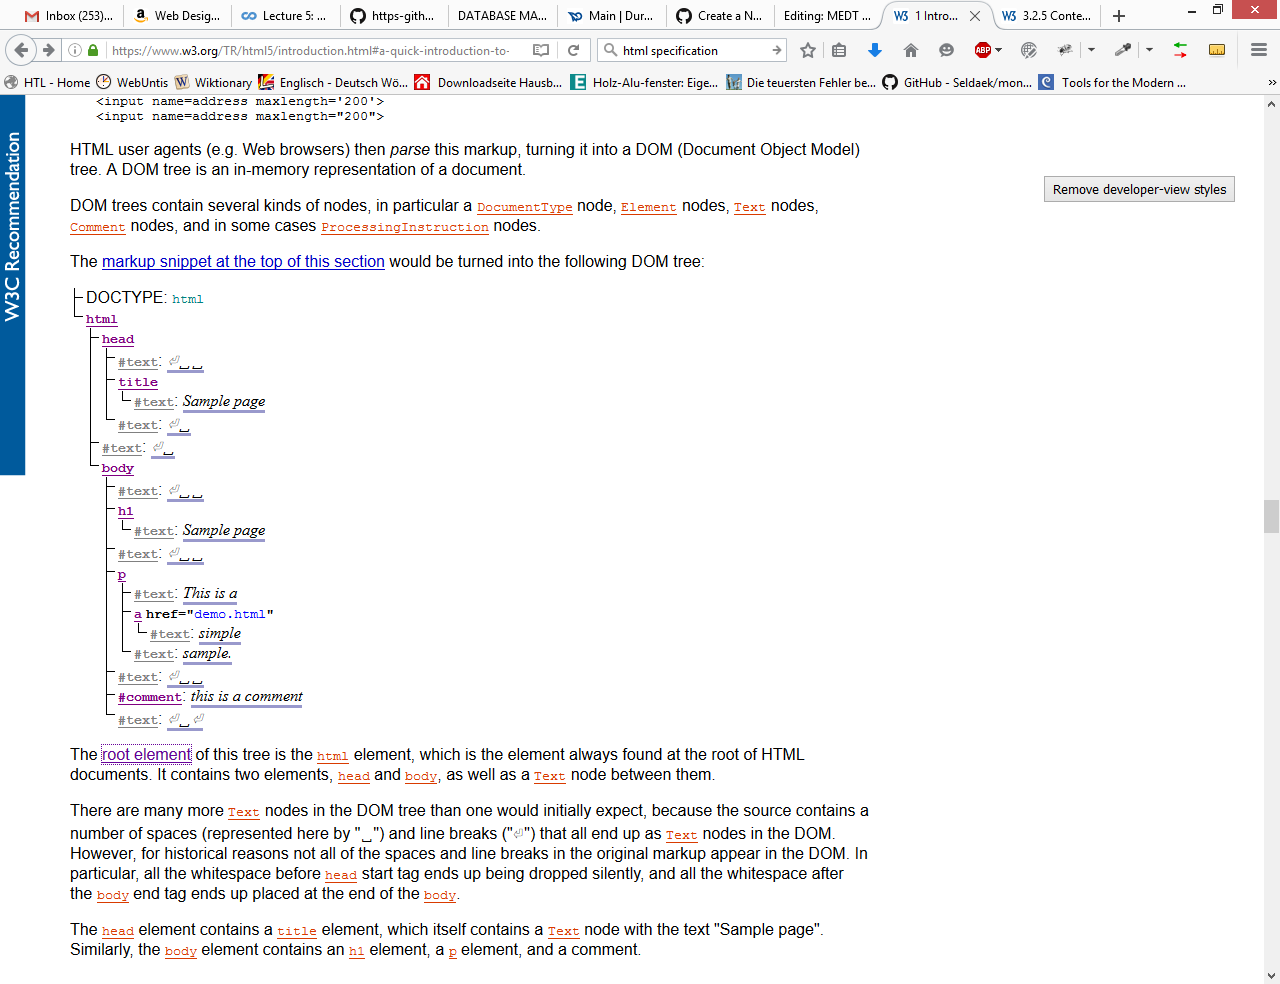 Inbox (253)...
Web Desig...
Lecture 5: ...
https-gith...
DATABASE MA...
Main | Dur...
Create a N...
Editing: MEDT ...
W3 1 Intro...
W3 3.2.5 Conte...
https://www.w3.org/TR/html5/introduction.html#a-quick-introduction-to-
html specification
ABP
HTL - Home
WebUntis
W Wiktionary
Englisch - Deutsch Wö...
Downloadseite Hausb...
E Holz-Alu-fenster: Eige...
Die teuersten Fehler be...
GitHub - Seldaek/mon...
Tools for the Modern ...
W3C Recommendation
<input name=address maxlength='200'>
<input name=address maxlength="200">
HTML user agents (e.g. Web browsers) then parse this markup, turning it into a DOM (Document Object Model)
tree. A DOM tree is an in-memory representation of a document.
Remove developer-view styles
DOM trees contain several kinds of nodes, in particular a DocumentType node, Element nodes, Text nodes,
Comment nodes, and in some cases ProcessingInstruction nodes.
The markup snippet at the top of this section would be turned into the following DOM tree:
DOCTYPE: html
html
head
#text: ⏎␣␣
title
#text: Sample page
#text: ⏎␣
#text: ⏎␣
body
#text: ⏎␣␣
h1
#text: Sample page
#text: ⏎␣␣
p
#text: This is a
a href="demo.html"
#text: simple
#text: sample.
#text: ⏎␣␣
#comment: this is a comment
#text: ⏎␣⏎
The root element of this tree is the html element, which is the element always found at the root of HTML
documents. It contains two elements, head and body, as well as a Text node between them.
There are many more Text nodes in the DOM tree than one would initially expect, because the source contains a
number of spaces (represented here by "␣") and line breaks ("⏎") that all end up as Text nodes in the DOM.
However, for historical reasons not all of the spaces and line breaks in the original markup appear in the DOM. In
particular, all the whitespace before head start tag ends up being dropped silently, and all the whitespace after
the body end tag ends up placed at the end of the body.
The head element contains a title element, which itself contains a Text node with the text "Sample page".
Similarly, the body element contains an h1 element, a p element, and a comment.